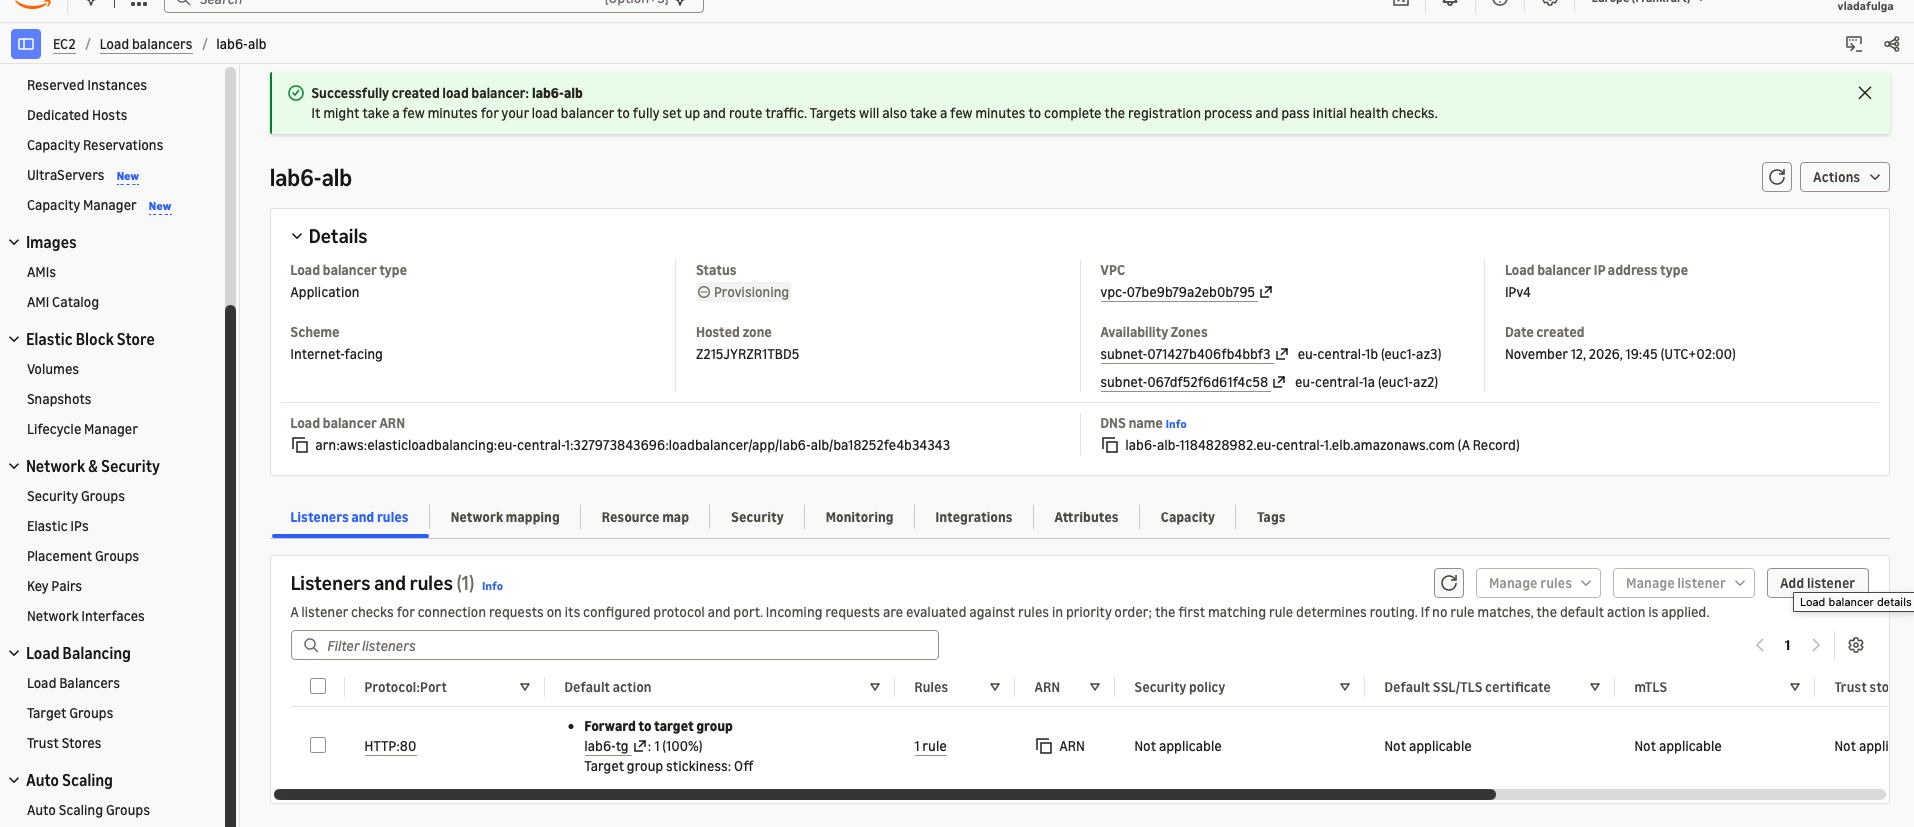 Search
[Option+S]
Europe (Frankfurt)
vladafulga
EC2 / Load balancers / lab6-alb
Reserved Instances
Dedicated Hosts
Capacity Reservations
UltraServers New
Capacity Manager New
Images
AMIs
AMI Catalog
Elastic Block Store
Volumes
Snapshots
Lifecycle Manager
Network & Security
Security Groups
Elastic IPs
Placement Groups
Key Pairs
Network Interfaces
Load Balancing
Load Balancers
Target Groups
Trust Stores
Auto Scaling
Auto Scaling Groups
Successfully created load balancer: lab6-alb
It might take a few minutes for your load balancer to fully set up and route traffic. Targets will also take a few minutes to complete the registration process and pass initial health checks.
lab6-alb
Actions
Details
Load balancer type
Application
Status
Provisioning
VPC
vpc-07be9b79a2eb0b795
Load balancer IP address type
IPv4
Scheme
Internet-facing
Hosted zone
Z215JYRZR1TBD5
Availability Zones
subnet-071427b406fb4bbf3 eu-central-1b (euc1-az3)
subnet-067df52f6d61f4c58 eu-central-1a (euc1-az2)
Date created
November 12, 2026, 19:45 (UTC+02:00)
Load balancer ARN
arn:aws:elasticloadbalancing:eu-central-1:327973843696:loadbalancer/app/lab6-alb/ba18252fe4b34343
DNS name Info
lab6-alb-1184828982.eu-central-1.elb.amazonaws.com (A Record)
Listeners and rules Network mapping Resource map Security Monitoring Integrations Attributes Capacity Tags
Listeners and rules (1) Info
Manage rules Manage listener Add listener
Load balancer details
A listener checks for connection requests on its configured protocol and port. Incoming requests are evaluated against rules in priority order; the first matching rule determines routing. If no rule matches, the default action is applied.
Filter listeners
1
Protocol:Port Default action Rules ARN Security policy Default SSL/TLS certificate mTLS Trust sto
• Forward to target group
HTTP:80 lab6-tg : 1 (100%) 1 rule ARN Not applicable Not applicable Not applicable Not appli
Target group stickiness: Off